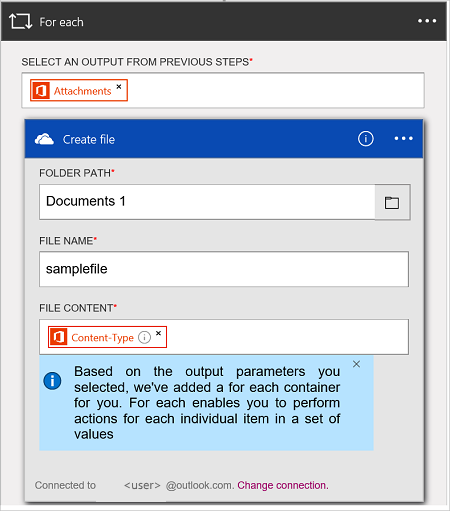 For each
SELECT AN OUTPUT FROM PREVIOUS STEPS*
Attachments
Create file
FOLDER PATH*
Documents 1
FILE NAME*
samplefile
FILE CONTENT*
Content-Type
Based on the output parameters you
selected, we've added a for each container
for you. For each enables you to perform
actions for each individual item in a set of
values
Connected to <user> @outlook.com. Change connection.